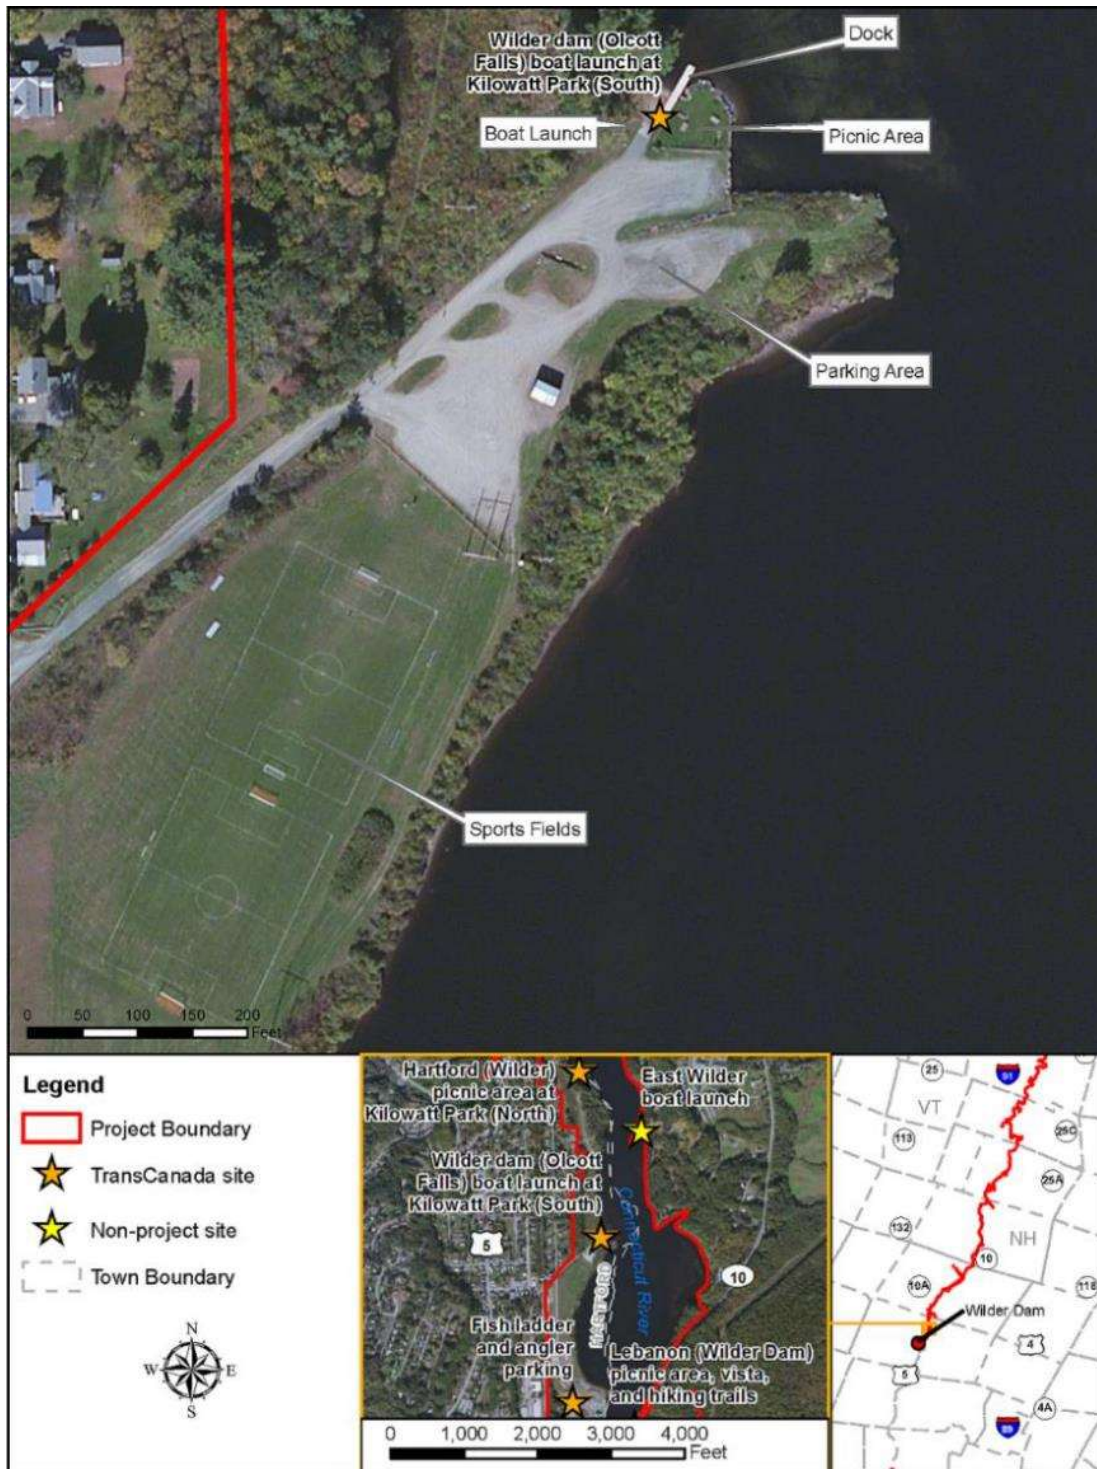 Wilder dam (Olcott
Falls) boat launch at
Kilowatt Park (South)
Dock
Boat Launch
Picnic Area
Parking Area
Sports Fields
0 50 100 150 200
Feet
Legend
Project Boundary
TransCanada site
Non-project site
Town Boundary
N
W E
S
Hartford (Wilder)
picnic area at
Kilowatt Park (North)
East Wilder
boat launch
Wilder dam (Olcott
Falls) boat launch at
Kilowatt Park (South)
5
Connecticut River
HARTFORD
10
Fish ladder
and angler
parking
Lebanon (Wilder Dam)
picnic area, vista,
and hiking trails
0 1,000 2,000 3,000 4,000
Feet
25
91
VT
113
25C
25A
132
NH
10
10A
118
Wilder Dam
4
5
4A
89